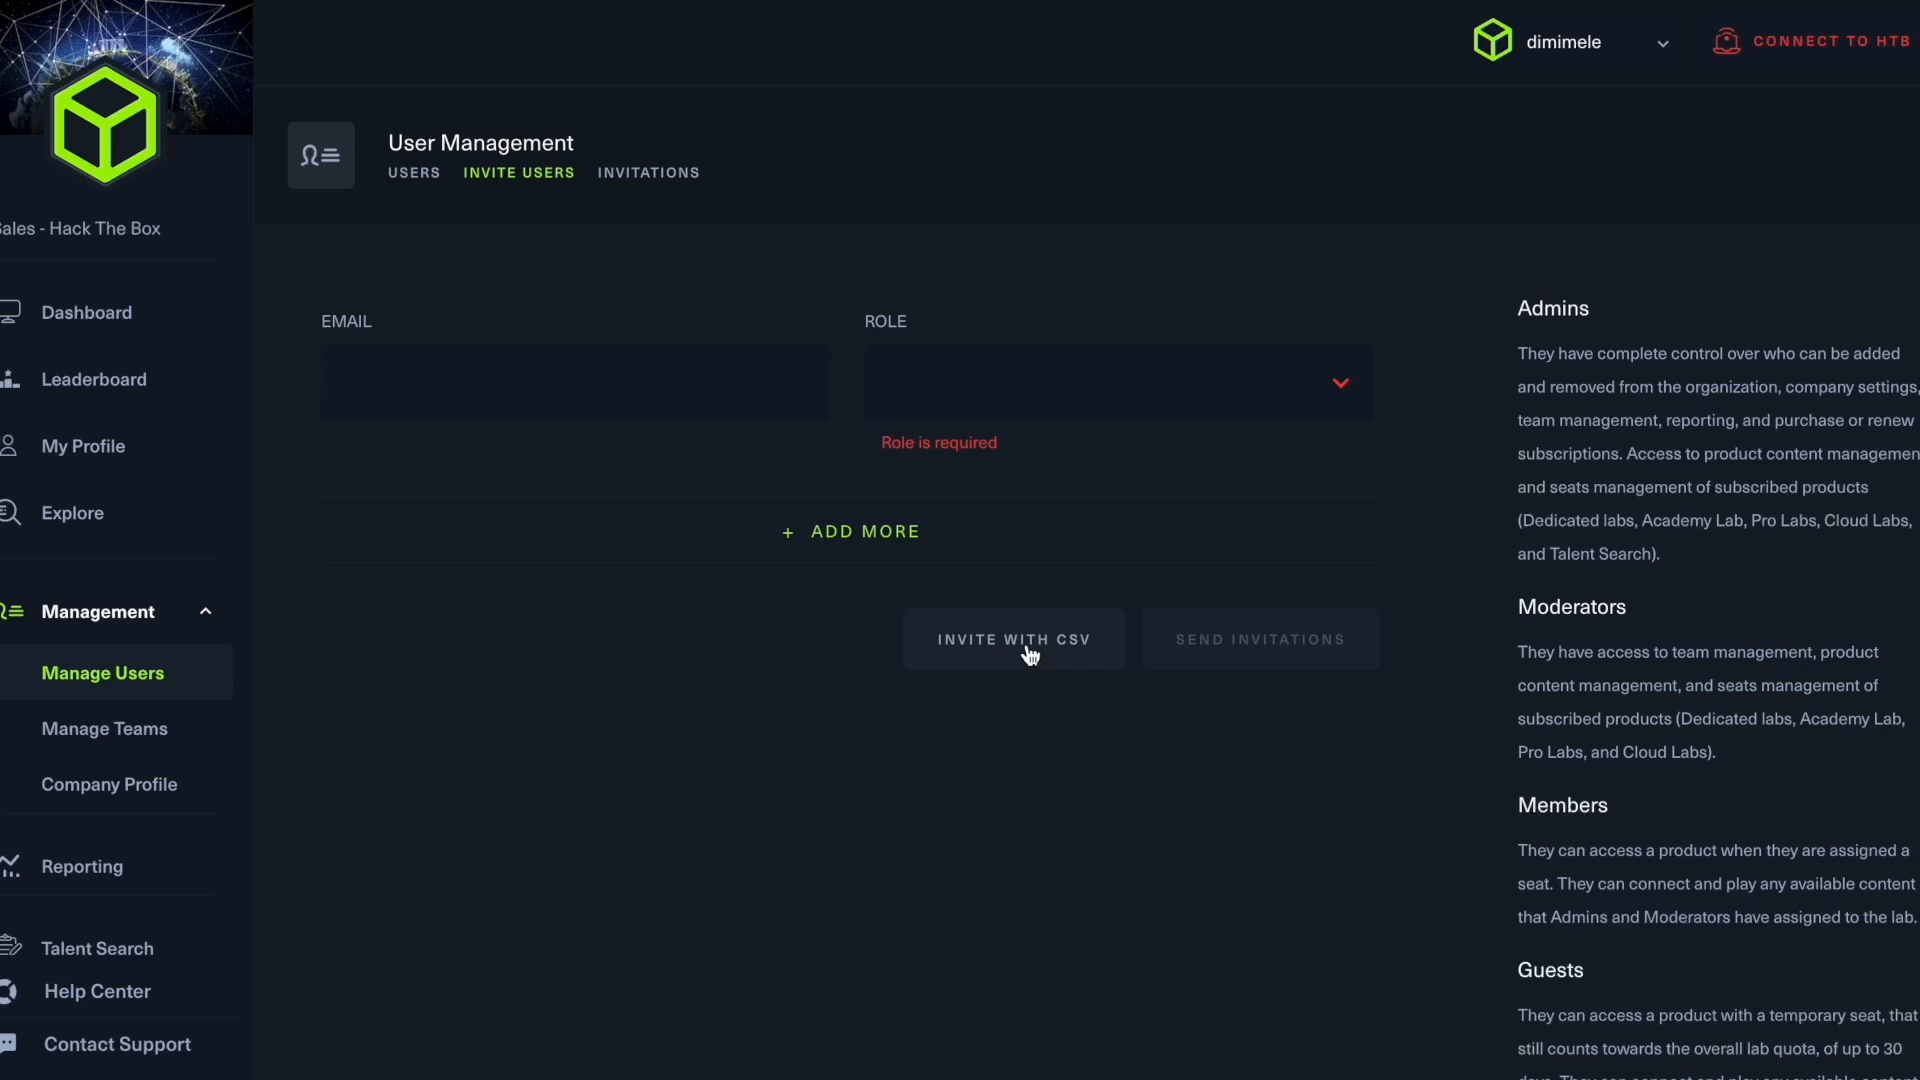 dimimele
CONNECT TO HTB
User Management
USERS INVITE USERS INVITATIONS
Sales - Hack The Box
Dashboard
Leaderboard
My Profile
Explore
Management
Manage Users
Manage Teams
Company Profile
Reporting
Talent Search
Help Center
Contact Support
EMAIL
ROLE
Role is required
+ ADD MORE
INVITE WITH CSV
SEND INVITATIONS
Admins
They have complete control over who can be added
and removed from the organization, company settings,
team management, reporting, and purchase or renew
subscriptions. Access to product content managemen
and seats management of subscribed products
(Dedicated labs, Academy Lab, Pro Labs, Cloud Labs,
and Talent Search).
Moderators
They have access to team management, product
content management, and seats management of
subscribed products (Dedicated labs, Academy Lab,
Pro Labs, and Cloud Labs).
Members
They can access a product when they are assigned a
seat. They can connect and play any available content
that Admins and Moderators have assigned to the lab.
Guests
They can access a product with a temporary seat, that
still counts towards the overall lab quota, of up to 30